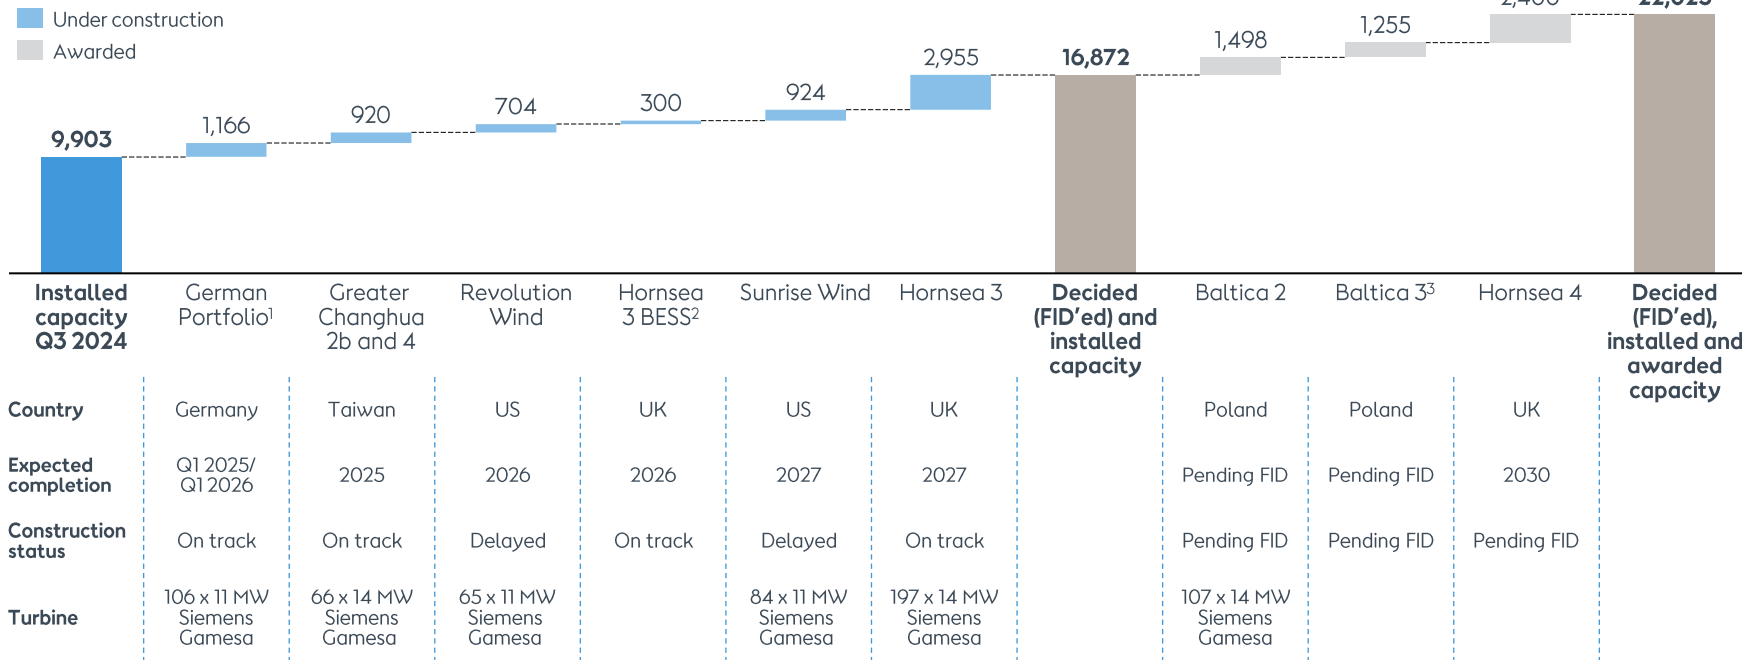 2,400
22,025
Under construction
Awarded
1,255
1,498
2,955
16,872
924
300
704
920
1,166
9,903
Installed
capacity
Q3 2024
German
Portfolio¹
Greater
Changhua
2b and 4
Revolution
Wind
Hornsea
3 BESS²
Sunrise Wind
Hornsea 3
Decided
(FID'ed) and
installed
capacity
Baltica 2
Baltica 3³
Hornsea 4
Decided
(FID'ed),
installed and
awarded
capacity
Country
Germany
Taiwan
US
UK
US
UK
Poland
Poland
UK
Expected
completion
Q1 2025/
Q1 2026
2025
2026
2026
2027
2027
Pending FID
Pending FID
2030
Construction
status
On track
On track
Delayed
On track
Delayed
On track
Pending FID
Pending FID
Pending FID
Turbine
106 x 11 MW
Siemens
Gamesa
66 x 14 MW
Siemens
Gamesa
65 x 11 MW
Siemens
Gamesa
84 x 11 MW
Siemens
Gamesa
197 x 14 MW
Siemens
Gamesa
107 x 14 MW
Siemens
Gamesa